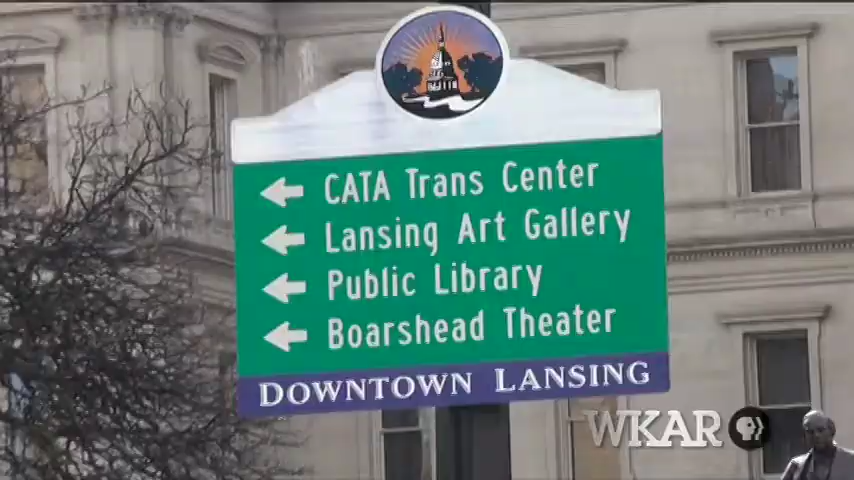 CATA Trans Center
Lansing Art Gallery
Public Library
Boarshead Theater
DOWNTOWN LANSING
WKAR